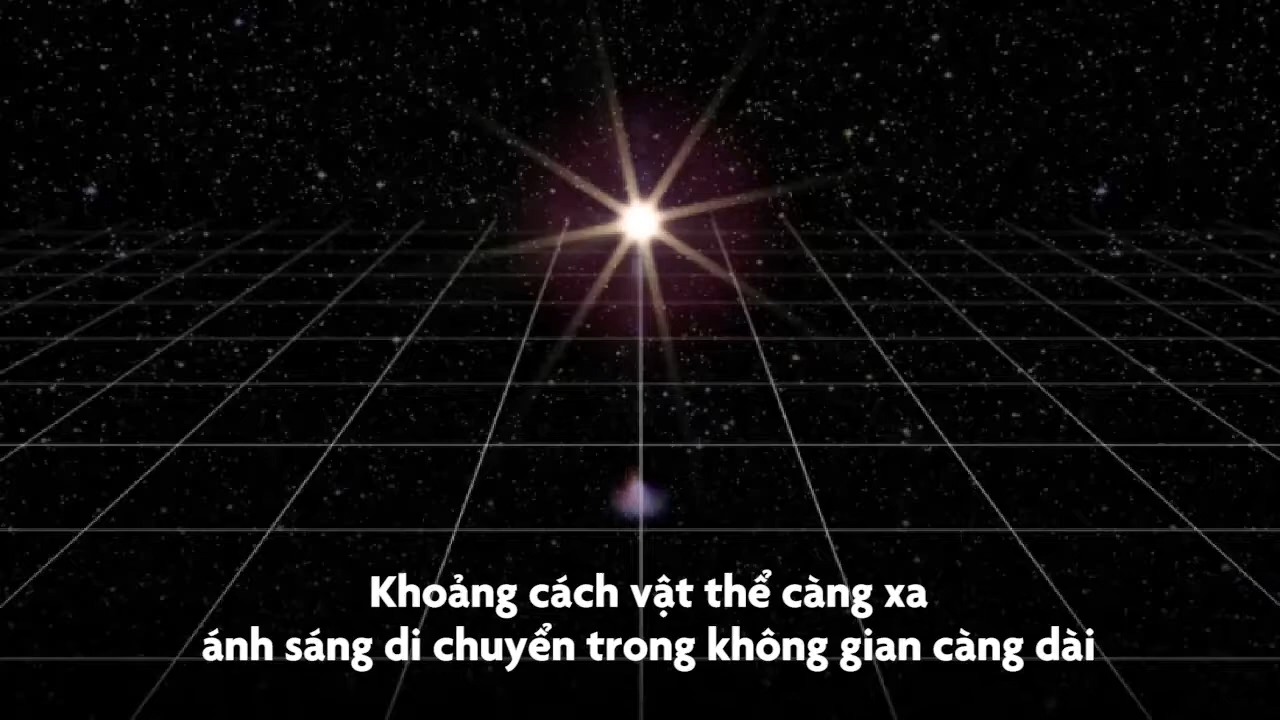 Khoảng cách vật thể càng xa
ánh sáng di chuyển trong không gian càng dài